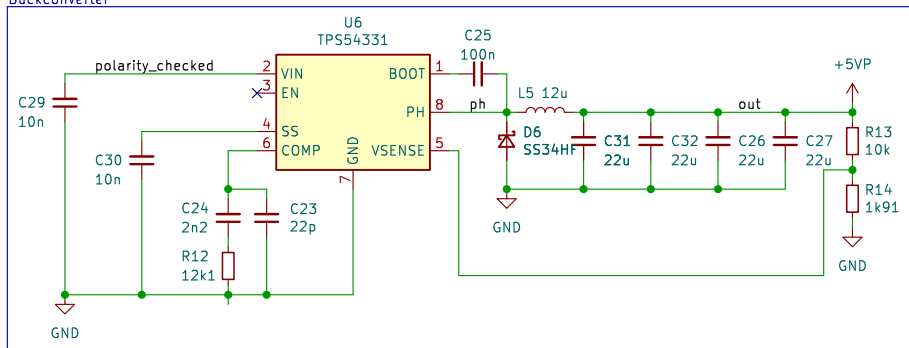 Buckconverter
U6
TPS54331
polarity_checked
2
VIN
3
EN
4
SS
6
COMP
GND
7
BOOT
1
PH
8
VSENSE
5
C29
10n
C30
10n
C24
2n2
C23
22p
R12
12k1
GND
C25
100n
ph
L5 12u
D6
SS34HF
C31
22u
C32
22u
C26
22u
C27
22u
out
+5VP
R13
10k
R14
1k91
GND
GND